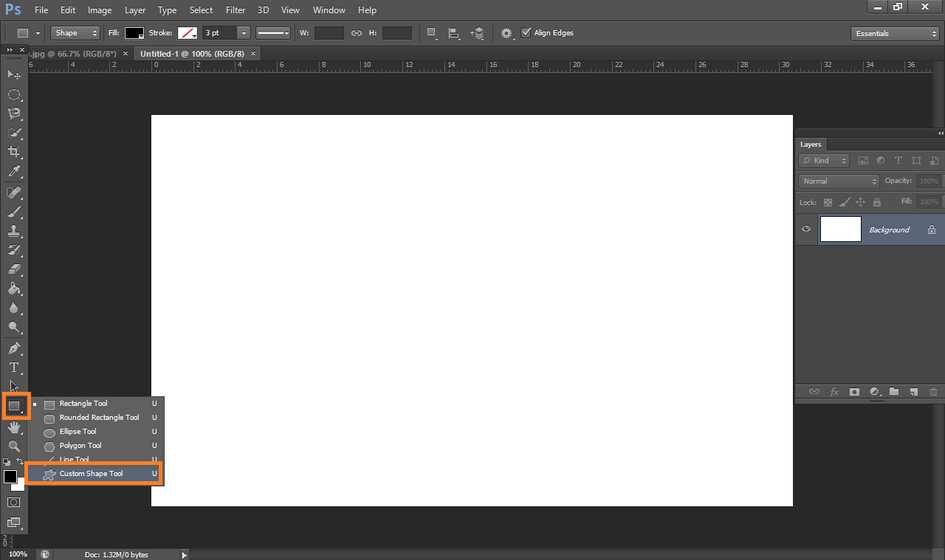 Ps File Edit Image Layer Type Select Filter 3D View Window Help
Shape Fill: Stroke: 3 pt W: H: Align Edges Essentials
.jpg @ 66.7% (RGB/8*) × Untitled-1 @ 100% (RGB/8) ×
6 4 2 0 2 4 6 8 10 12 14 16 18 20 22 24 26 28 30 32 34 36
Layers
Kind
Normal Opacity: 100%
Lock: Fill: 100%
Background
Rectangle Tool U
Rounded Rectangle Tool U
Ellipse Tool U
Polygon Tool U
Line Tool U
Custom Shape Tool U
100% Doc: 1.32M/0 bytes